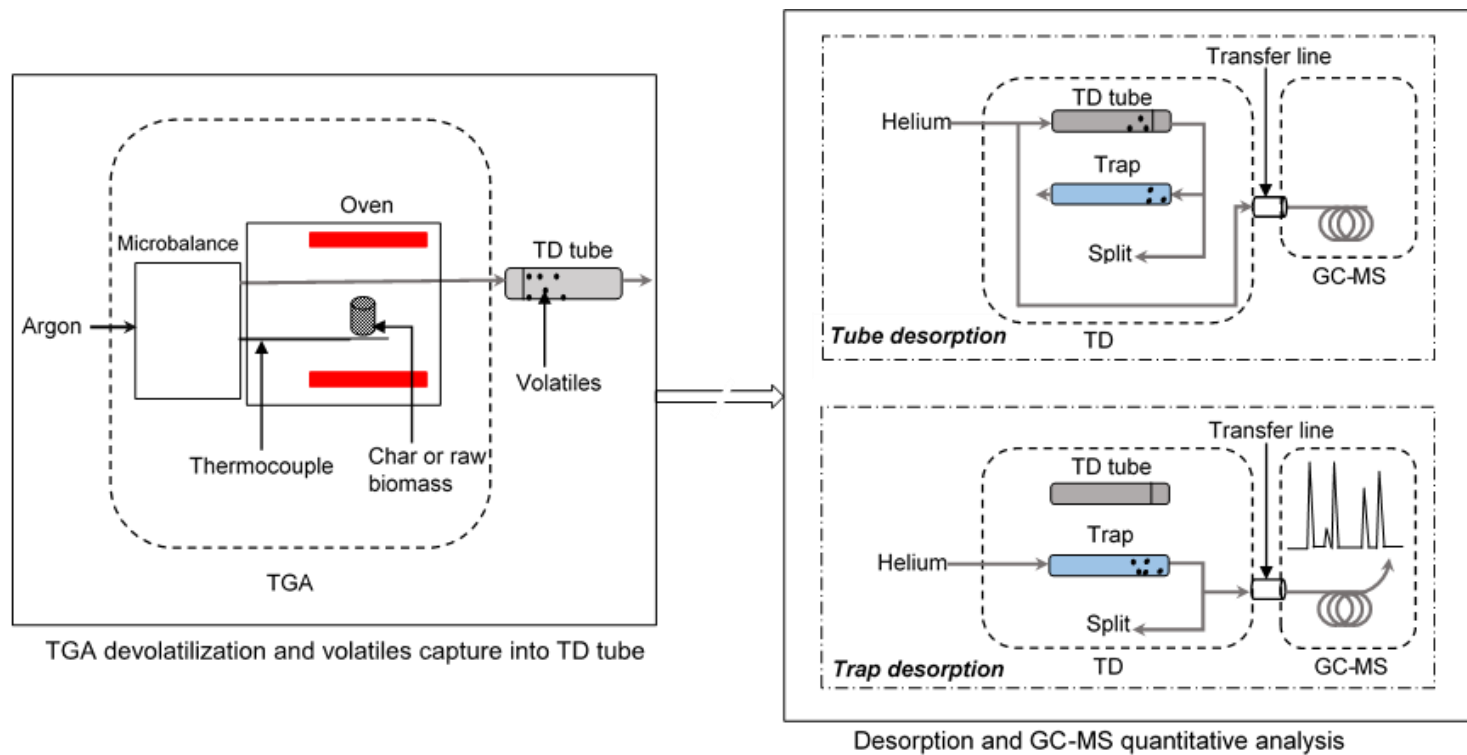 Oven
Microbalance
TD tube
Argon
Volatiles
Thermocouple
Char or raw
biomass
TGA
TGA devolatilization and volatiles capture into TD tube
Transfer line
TD tube
Helium
Trap
Split
GC-MS
Tube desorption
TD
Transfer line
TD tube
Trap
Helium
Split
GC-MS
Trap desorption
TD
Desorption and GC-MS quantitative analysis